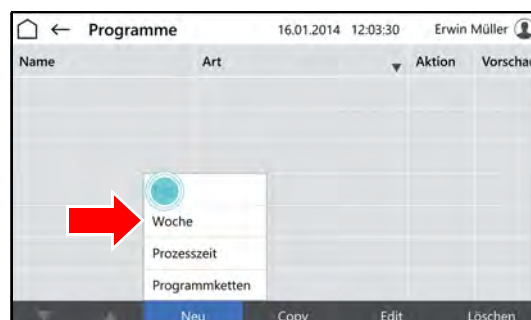 Programme 16.01.2014 12:03:30 Erwin Müller
Name Art Aktion
Woche
Prozesszeit
Programmketten
Neu Copy Edit Löschen